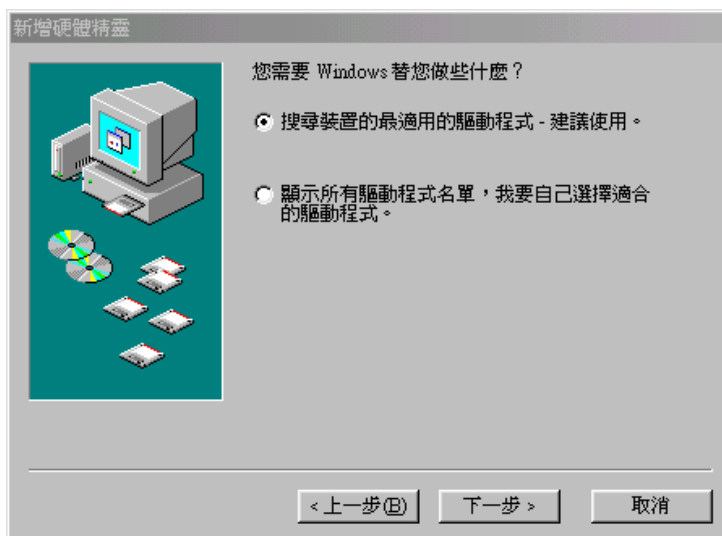 新增硬體精靈
您需要 Windows 替您做些什麼？
搜尋裝置的最適用的驅動程式 - 建議使用。
顯示所有驅動程式名單，我要自己選擇適合
的驅動程式。
< 上一步(B)
下一步 >
取消